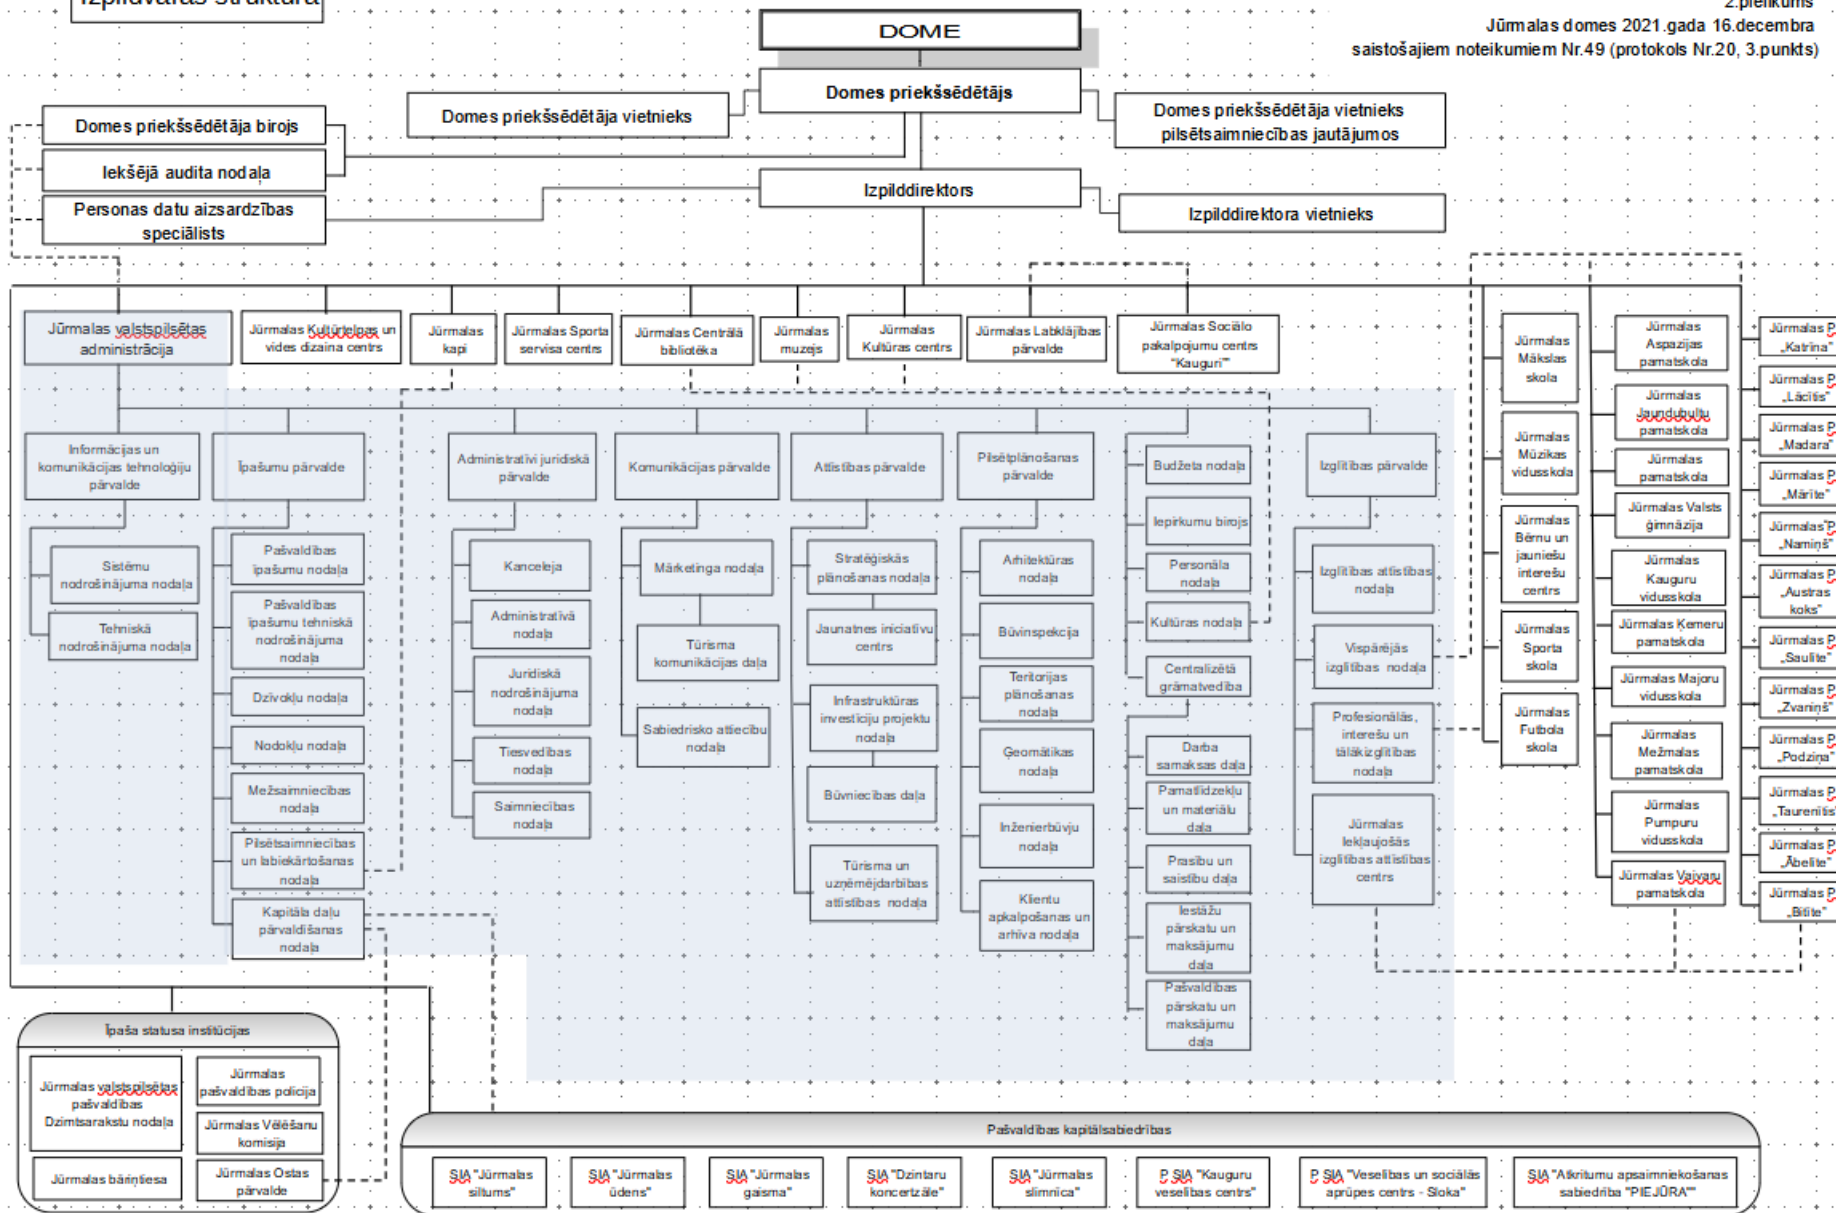 Izpildvaras struktūra
2.pielikums
Jūrmalas domes 2021.gada 16.decembra
saistošajiem noteikumiem Nr.49 (protokols Nr.20, 3.punkts)
DOME
Domes priekšsēdētājs
Domes priekšsēdētāja vietnieks
Domes priekšsēdētāja vietnieks
pilsētsaimniecības jautājumos
Domes priekšsēdētāja birojs
Iekšējā audita nodaļa
Personas datu aizsardzības
speciālists
Izpilddirektors
Izpilddirektora vietnieks
Jūrmalas valstspilsētas
administrācija
Jūrmalas Kultūrtelpas un
vides dizaina centrs
Jūrmalas
kapi
Jūrmalas Sporta
servisa centrs
Jūrmalas Centrālā
bibliotēka
Jūrmalas
muzejs
Jūrmalas
Kultūras centrs
Jūrmalas Labklājības
pārvalde
Jūrmalas Sociālo
pakalpojumu centrs
"Kauguri"
Informācijas un
komunikācijas tehnoloģiju
pārvalde
Sistēmu
nodrošinājuma nodaļa
Tehniskā
nodrošinājuma nodaļa
Īpašumu pārvalde
Pašvaldības
īpašumu nodaļa
Pašvaldības
īpašumu tehniskā
nodrošinājuma
nodaļa
Dzīvokļu nodaļa
Nodokļu nodaļa
Mežsaimniecības
nodaļa
Pilsētsaimniecības
un labiekārtošanas
nodaļa
Kapitāla daļu
pārvaldīšanas
nodaļa
Administratīvi juridiskā
pārvalde
Kanceleja
Administratīvā
nodaļa
Juridiskā
nodrošinājuma
nodaļa
Tiesvedības
nodaļa
Saimniecības
nodaļa
Komunikācijas pārvalde
Mārketinga nodaļa
Tūrisma
komunikācijas daļa
Sabiedrisko attiecību
nodaļa
Attīstības pārvalde
Stratēģiskās
plānošanas nodaļa
Jaunatnes iniciatīvu
centrs
Infrastruktūras
investīciju projektu
nodaļa
Būvniecības daļa
Tūrisma un
uzņēmējdarbības
attīstības nodaļa
Pilsētplānošanas
pārvalde
Arhitektūras
nodaļa
Būvinspekcija
Teritorijas
plānošanas
nodaļa
Ģeomātikas
nodaļa
Inženierbūvju
nodaļa
Klientu
apkalpošanas un
arhīva nodaļa
Budžeta nodaļa
Iepirkumu birojs
Personāla
nodaļa
Kultūras nodaļa
Centralizētā
grāmatvedība
Darba
samaksas daļa
Pamatlīdzekļu
un materiālu
daļa
Prasību un
saistību daļa
Iestāžu
pārskatu un
maksājumu
daļa
Pašvaldības
pārskatu un
maksājumu
daļa
Izglītības pārvalde
Izglītības attīstības
nodaļa
Vispārējās
izglītības nodaļa
Profesionālās,
interešu un
tālākizglītības
nodaļa
Jūrmalas
Iekļaujošās
izglītības attīstības
centrs
Jūrmalas
Mākslas
skola
Jūrmalas
Mūzikas
vidusskola
Jūrmalas
Bērnu un
jauniešu
interešu
centrs
Jūrmalas
Sporta
skola
Jūrmalas
Futbola
skola
Jūrmalas
Aspazijas
pamatskola
Jūrmalas
Jaundubultu
pamatskola
Jūrmalas
pamatskola
Jūrmalas Valsts
ģimnāzija
Jūrmalas
Kauguru
vidusskola
Jūrmalas Ķemeru
pamatskola
Jūrmalas Majoru
vidusskola
Jūrmalas
Mežmalas
pamatskola
Jūrmalas
Pumpuru
vidusskola
Jūrmalas Vaivaru
pamatskola
Jūrmalas P
„Katrīna"
Jūrmalas P
„Lācītis"
Jūrmalas P
„Madara"
Jūrmalas P
„Mārīte"
Jūrmalas P
„Namiņš"
Jūrmalas P
„Austras
koks"
Jūrmalas P
„Saulīte"
Jūrmalas P
„Zvaniņš"
Jūrmalas P
„Podziņa"
Jūrmalas P
„Taurenītis"
Jūrmalas P
„Ābelīte"
Jūrmalas P
„Bitīte"
Īpaša statusa institūcijas
Jūrmalas valstspilsētas
pašvaldības
Dzimtsarakstu nodaļa
Jūrmalas
pašvaldības policija
Jūrmalas Vēlēšanu
komisija
Jūrmalas bāriņtiesa
Jūrmalas Ostas
pārvalde
Pašvaldības kapitālsabiedrības
SIA "Jūrmalas
siltums"
SIA "Jūrmalas
ūdens"
SIA "Jūrmalas
gaisma"
SIA "Dzintaru
koncertzāle"
SIA "Jūrmalas
slimnīca"
P SIA "Kauguru
veselības centrs"
P SIA "Veselības un sociālās
aprūpes centrs - Sloka"
SIA "Atkritumu apsaimniekošanas
sabiedrība "PIEJŪRA""